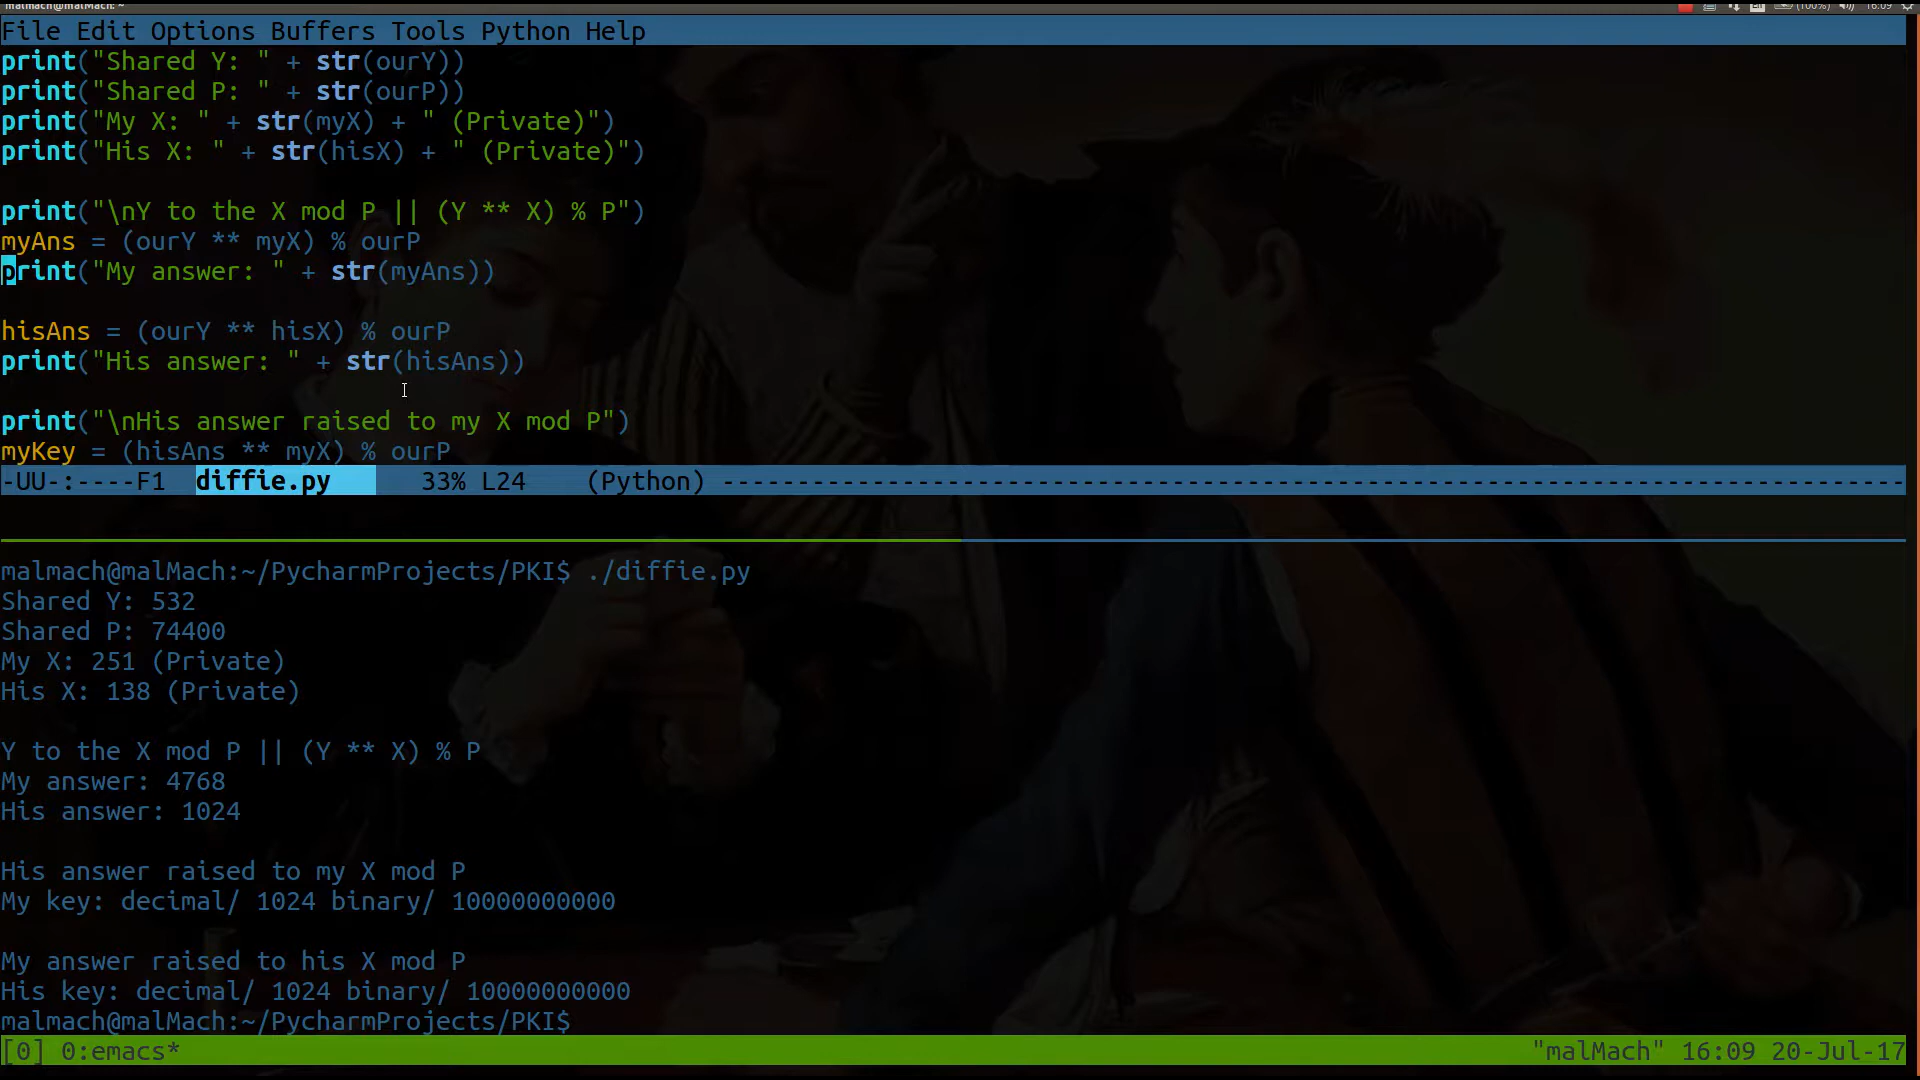 malmach@malMach: ~
(100%) 16:09
File Edit Options Buffers Tools Python Help
print("Shared Y: " + str(ourY))
print("Shared P: " + str(ourP))
print("My X: " + str(myX) + " (Private)")
print("His X: " + str(hisX) + " (Private)")
print("\nY to the X mod P || (Y ** X) % P")
myAns = (ourY ** myX) % ourP
print("My answer: " + str(myAns))
hisAns = (ourY ** hisX) % ourP
print("His answer: " + str(hisAns))
print("\nHis answer raised to my X mod P")
myKey = (hisAns ** myX) % ourP
-UU-:----F1 diffie.py 33% L24 (Python) -------------------------------------------------------------------------------
malmach@malMach:~/PycharmProjects/PKI$ ./diffie.py
Shared Y: 532
Shared P: 74400
My X: 251 (Private)
His X: 138 (Private)
Y to the X mod P || (Y ** X) % P
My answer: 4768
His answer: 1024
His answer raised to my X mod P
My key: decimal/ 1024 binary/ 10000000000
My answer raised to his X mod P
His key: decimal/ 1024 binary/ 10000000000
malmach@malMach:~/PycharmProjects/PKI$
[0] 0:emacs* "malMach" 16:09 20-Jul-17